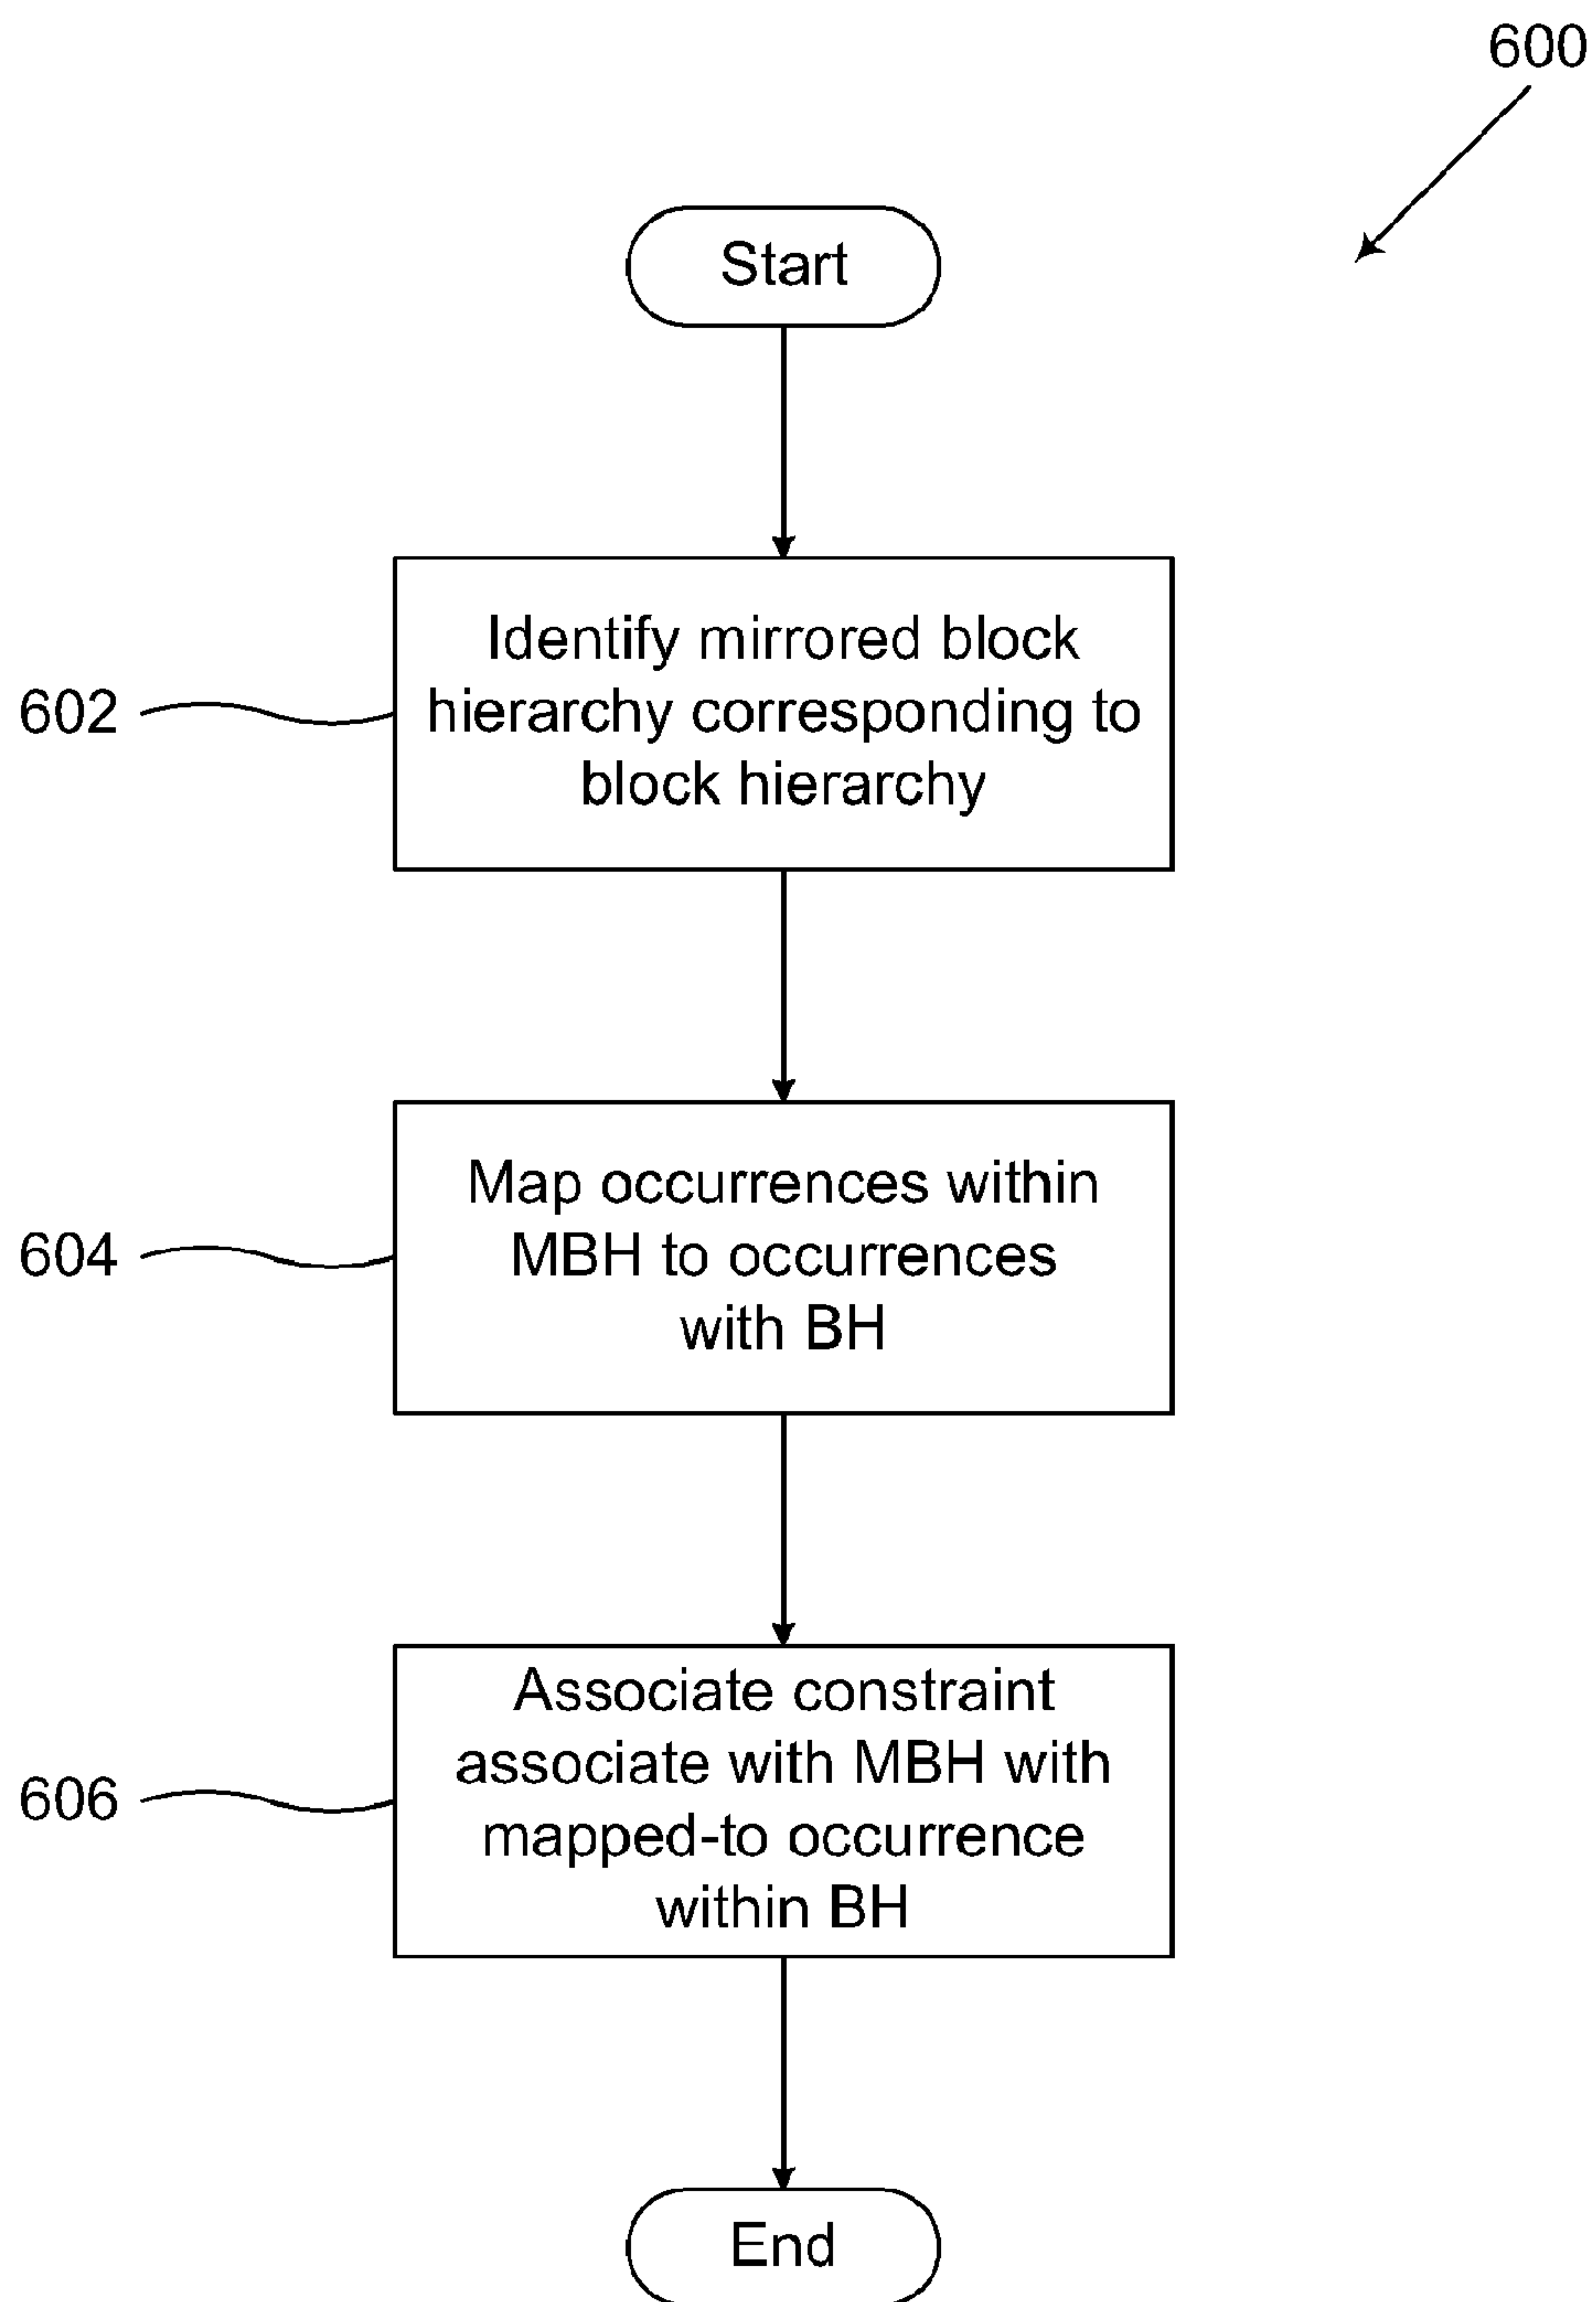 600
Start
602
Identify mirrored block
hierarchy corresponding to
block hierarchy
604
Map occurrences within
MBH to occurrences
with BH
606
Associate constraint
associate with MBH with
mapped-to occurrence
within BH
End